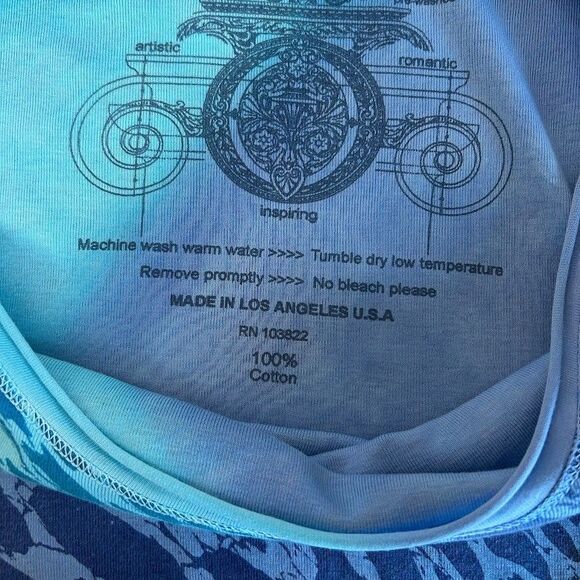 artistic
romantic
inspiring
Machine wash warm water >>>> Tumble dry low temperature
Remove promptly >>>> No bleach please
MADE IN LOS ANGELES U.S.A
RN 103822
100%
Cotton